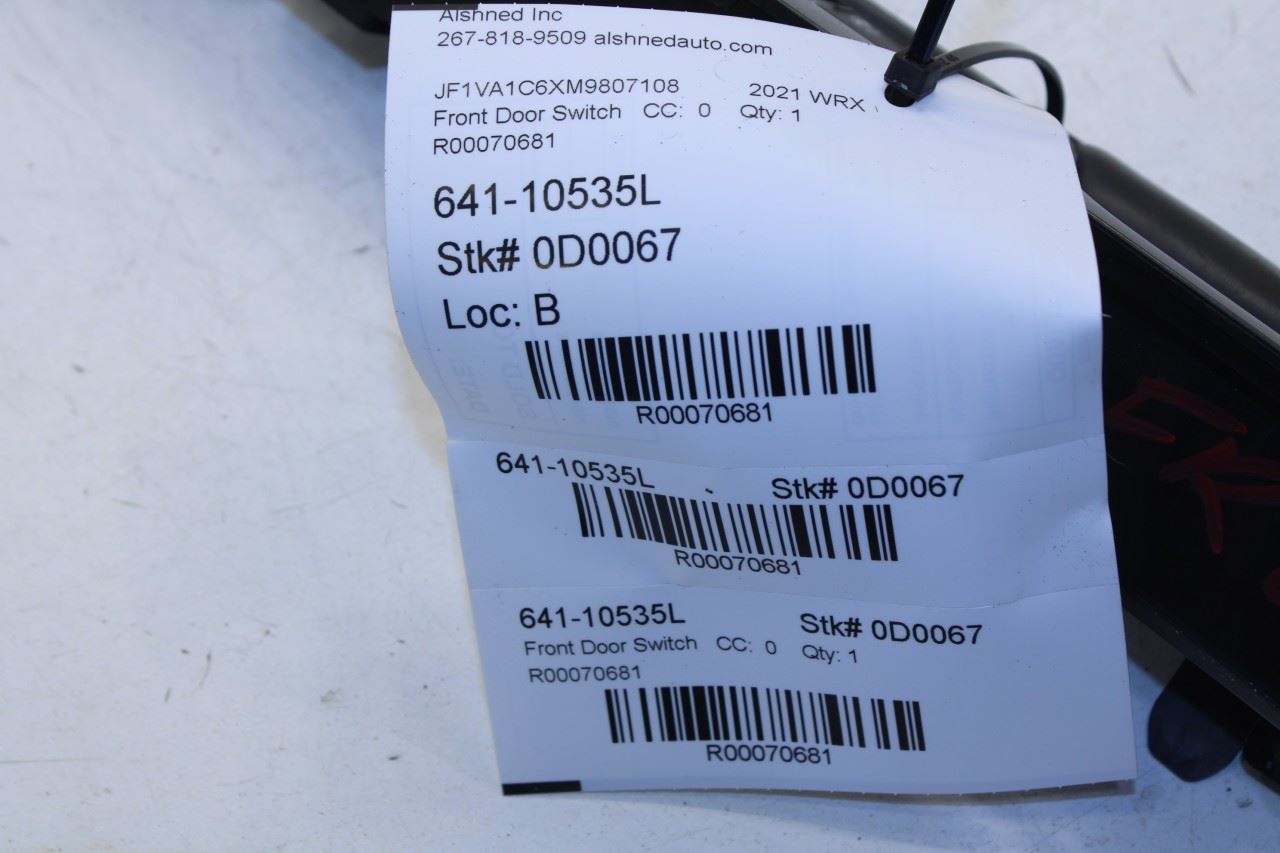 Alshned Inc
267-818-9509 alshnedauto.com
JF1VA1C6XM9807108 2021 WRX
Front Door Switch CC: 0 Qty: 1
R00070681
641-10535L
Stk# 0D0067
Loc: B
R00070681
641-10535L Stk# 0D0067
R00070681
641-10535L Stk# 0D0067
Front Door Switch CC: 0 Qty: 1
R00070681
R00070681